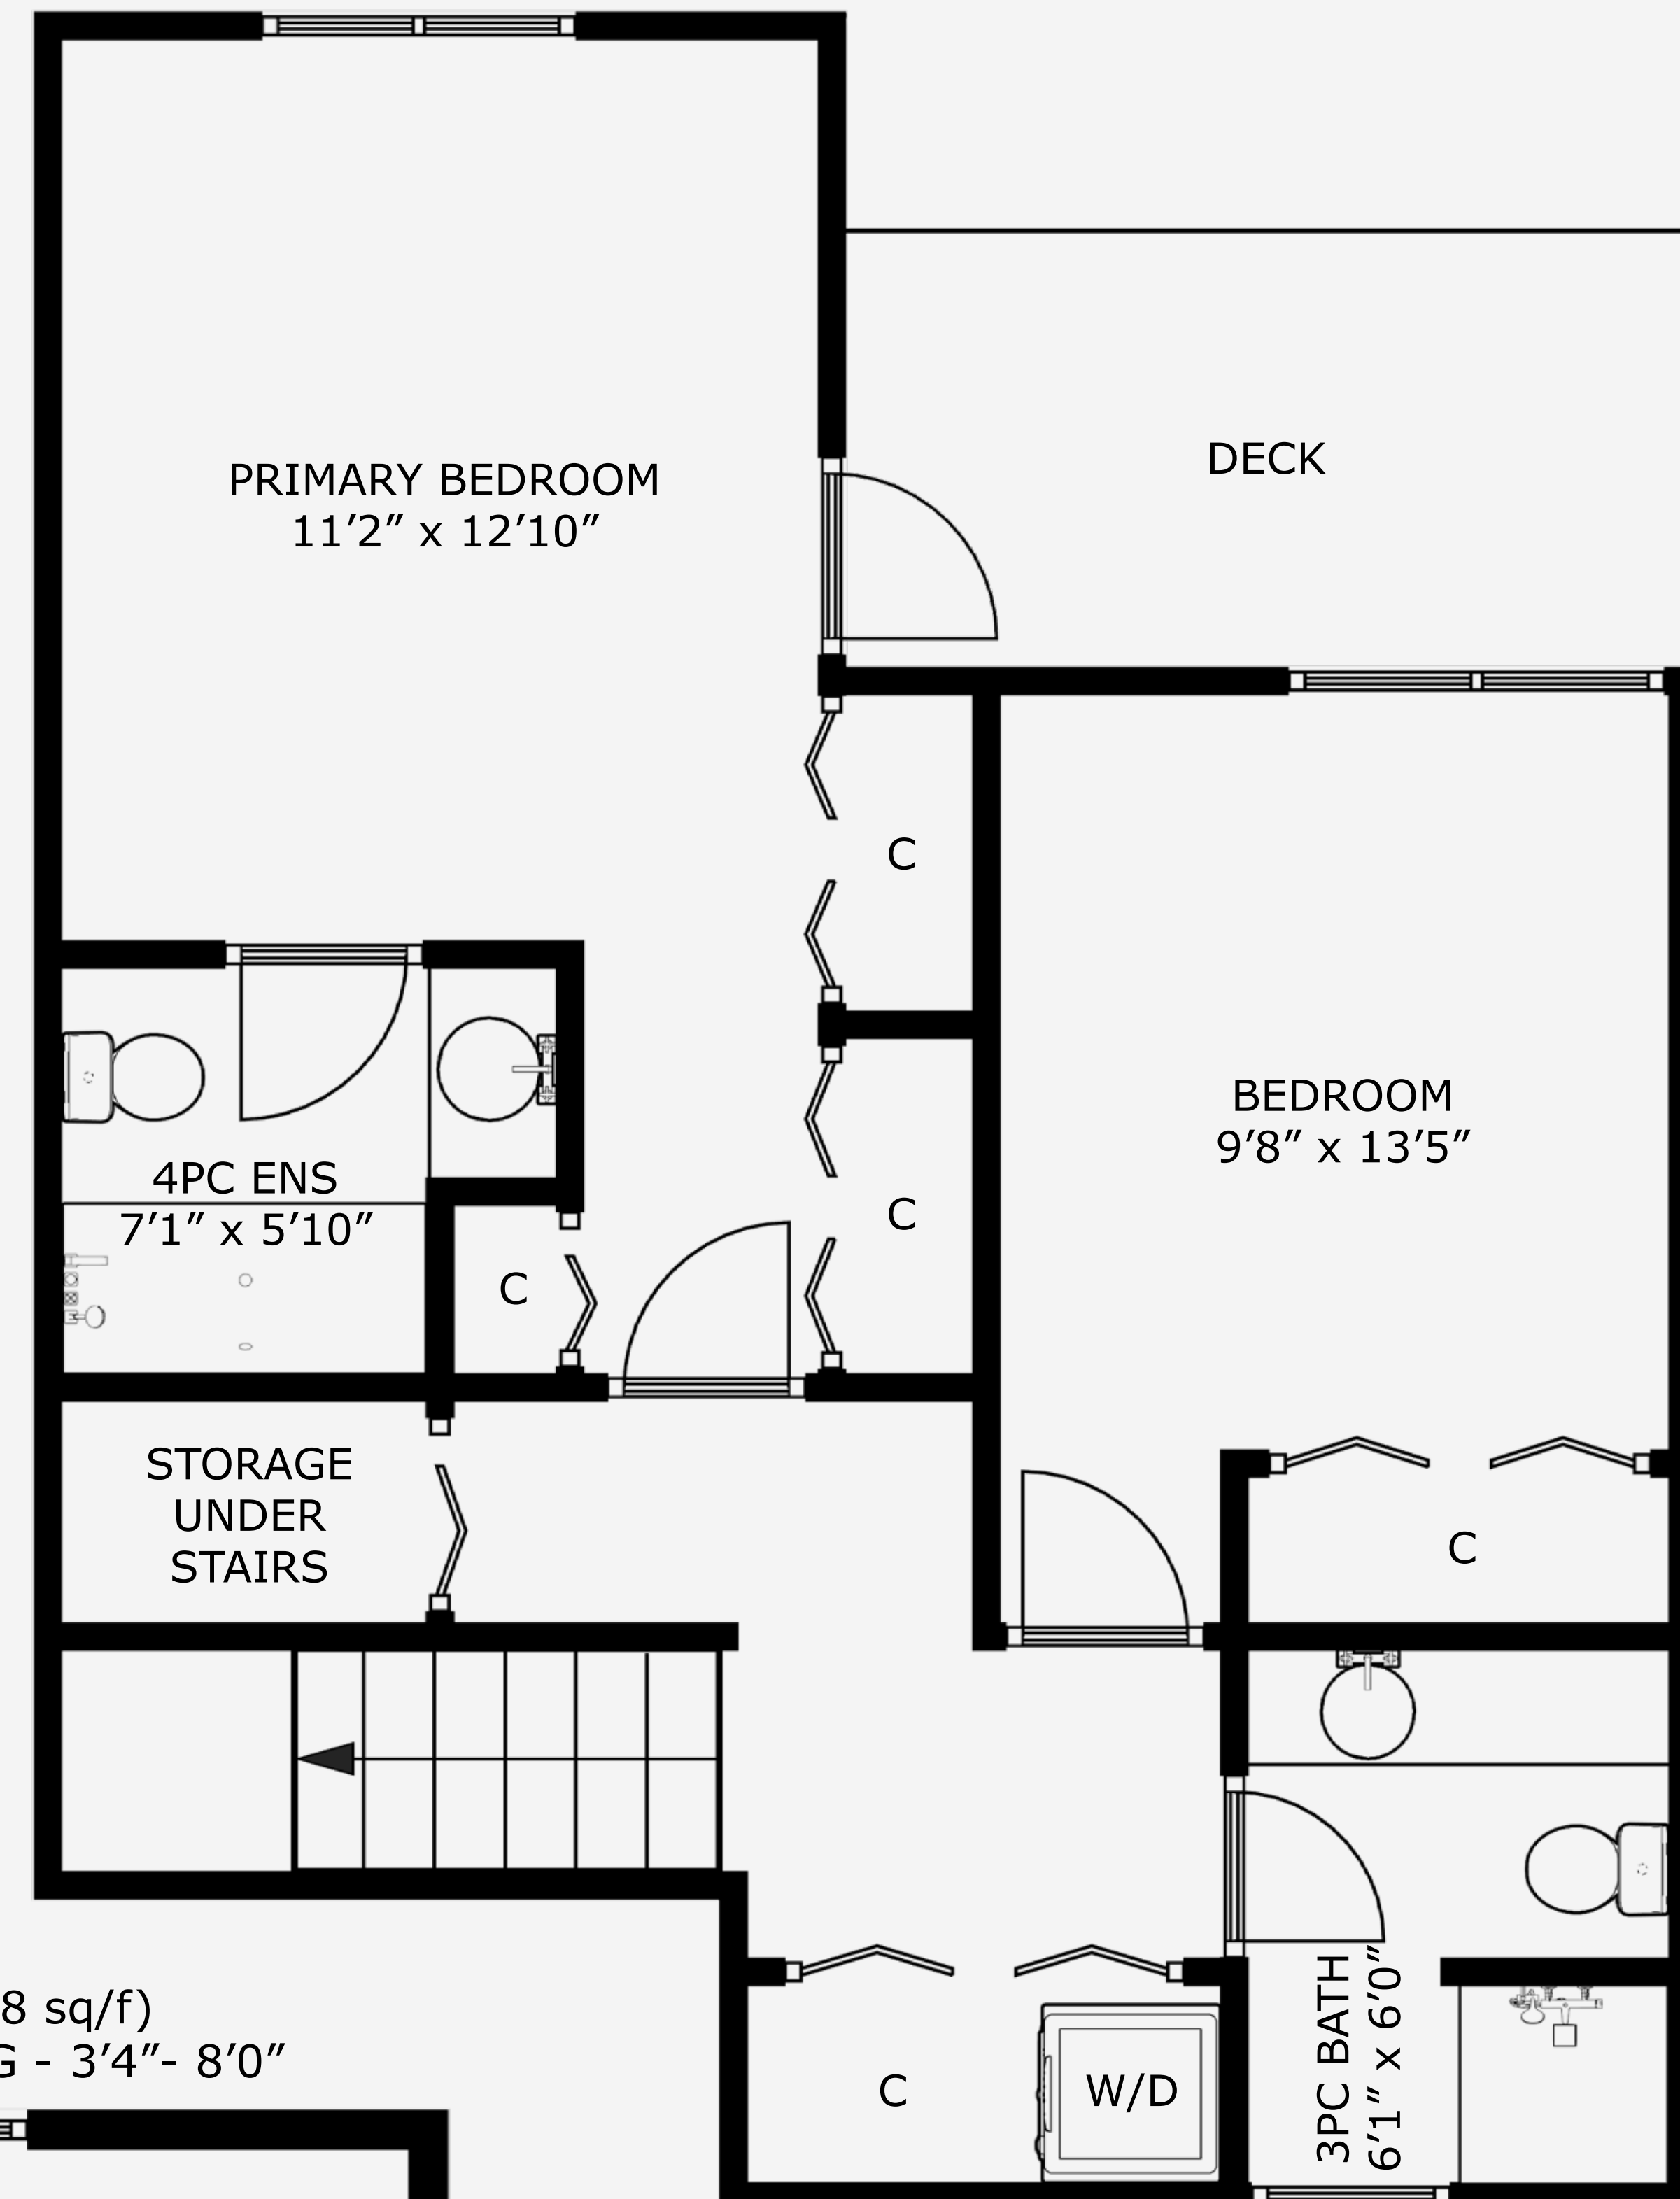 PRIMARY BEDROOM
11′2″ x 12′10″
DECK
C
BEDROOM
9′8″ x 13′5″
4PC ENS
7′1″ x 5′10″
C
C
STORAGE
UNDER
STAIRS
C
8 sq/f)
- 3′4″- 8′0″
C
W/D
3PC BATH
6′1″ x 6′0″